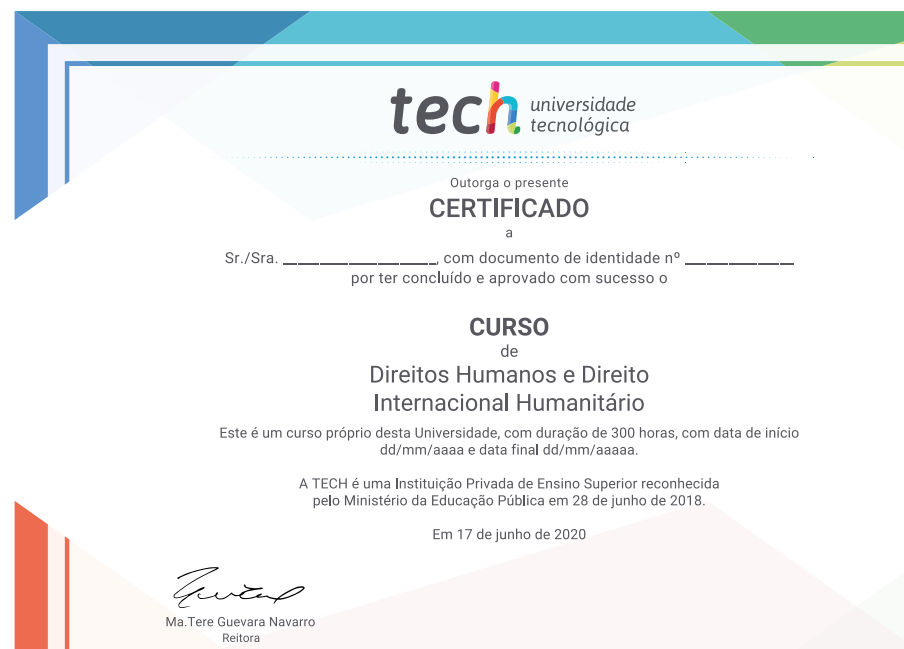 tech universidade
tecnológica
Outorga o presente
CERTIFICADO
a
Sr./Sra. ____________________, com documento de identidade nº ______________
por ter concluído e aprovado com sucesso o
CURSO
de
Direitos Humanos e Direito
Internacional Humanitário
Este é um curso próprio desta Universidade, com duração de 300 horas, com data de início
dd/mm/aaaa e data final dd/mm/aaaaa.
A TECH é uma Instituição Privada de Ensino Superior reconhecida
pelo Ministério da Educação Pública em 28 de junho de 2018.
Em 17 de junho de 2020
Ma.Tere Guevara Navarro
Reitora